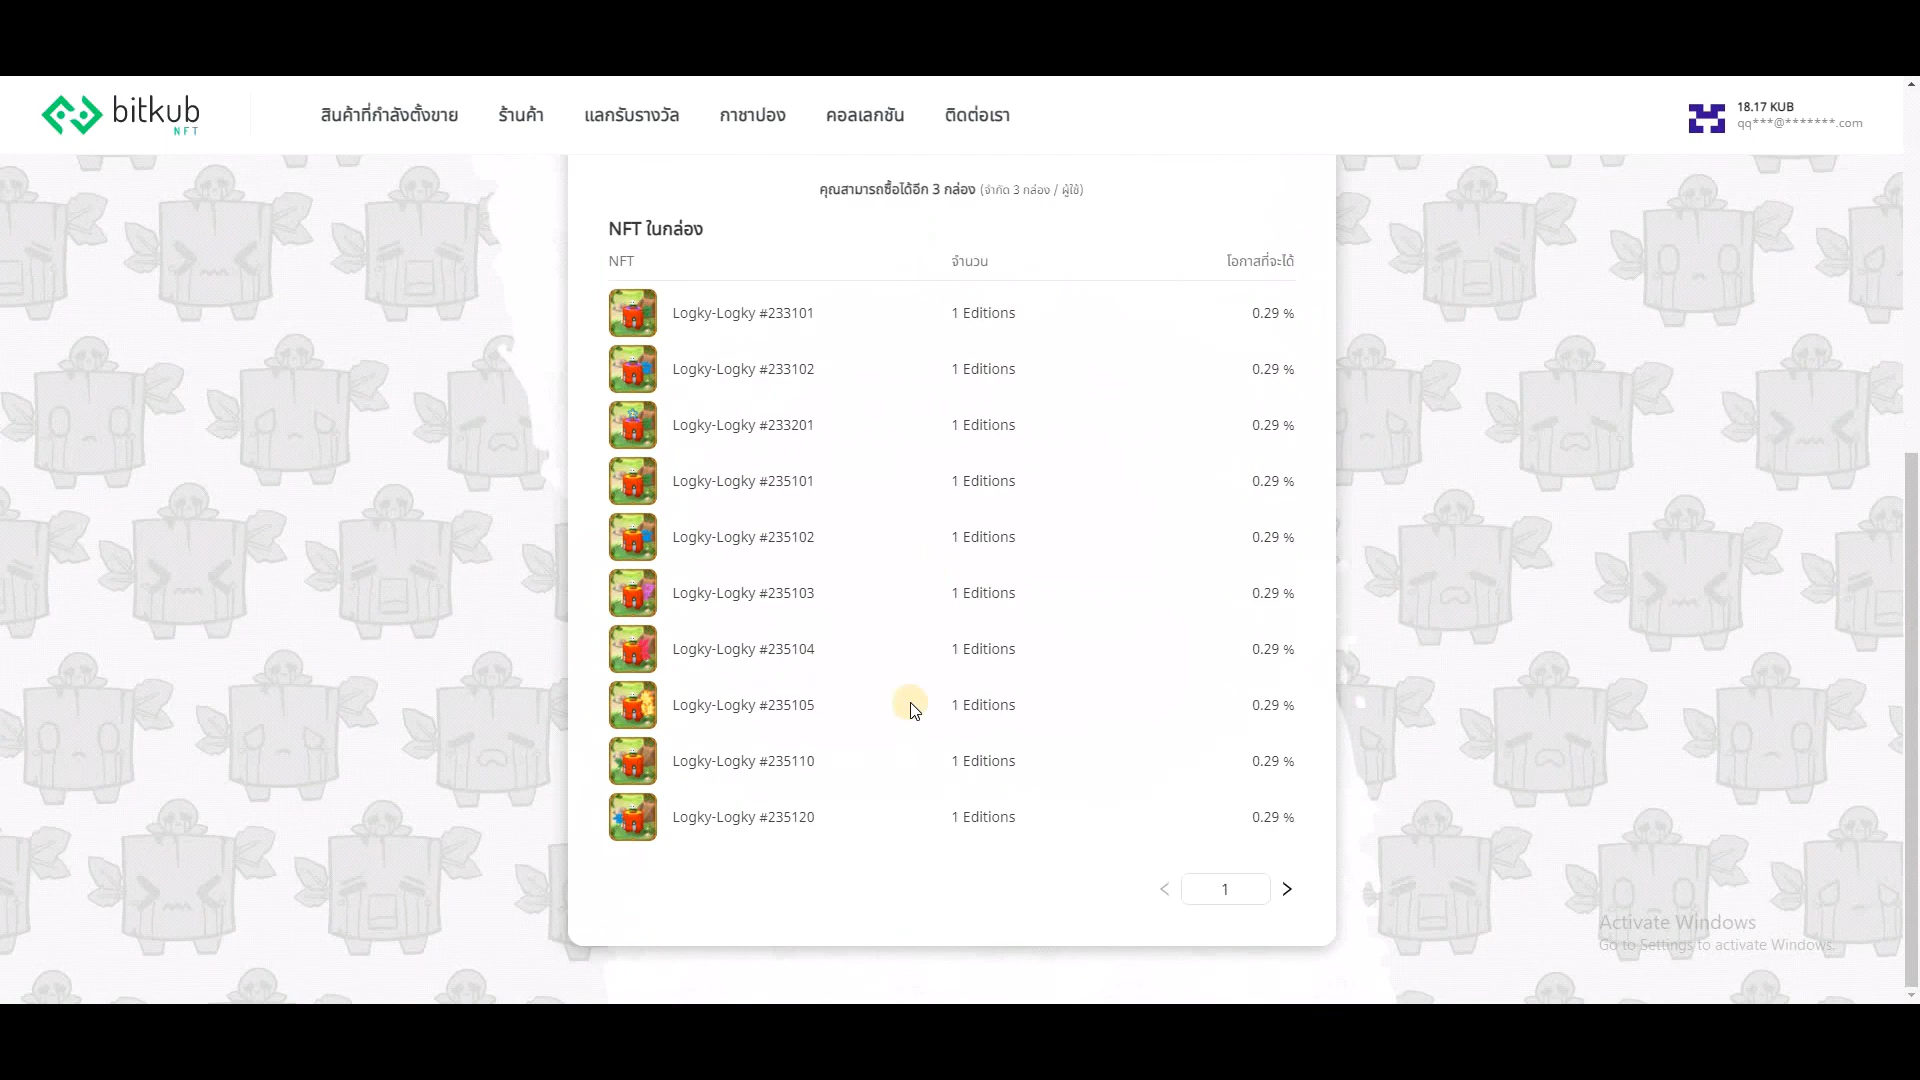 bitkub
NFT
สินค้าที่กำลังตั้งขาย
ร้านค้า
แลกรับรางวัล
กาชาปอง
คอลเลกชัน
ติดต่อเรา
18.17 KUB
qq***@*******.com
คุณสามารถซื้อได้อีก 3 กล่อง (จำกัด 3 กล่อง / ผู้ใช้)
NFT ในกล่อง
NFT จำนวน โอกาสที่จะได้
Logky-Logky #233101 1 Editions 0.29 %
Logky-Logky #233102 1 Editions 0.29 %
Logky-Logky #233201 1 Editions 0.29 %
Logky-Logky #235101 1 Editions 0.29 %
Logky-Logky #235102 1 Editions 0.29 %
Logky-Logky #235103 1 Editions 0.29 %
Logky-Logky #235104 1 Editions 0.29 %
Logky-Logky #235105 1 Editions 0.29 %
Logky-Logky #235110 1 Editions 0.29 %
Logky-Logky #235120 1 Editions 0.29 %
< 1 >
Activate Windows
Go to Settings to activate Windows.